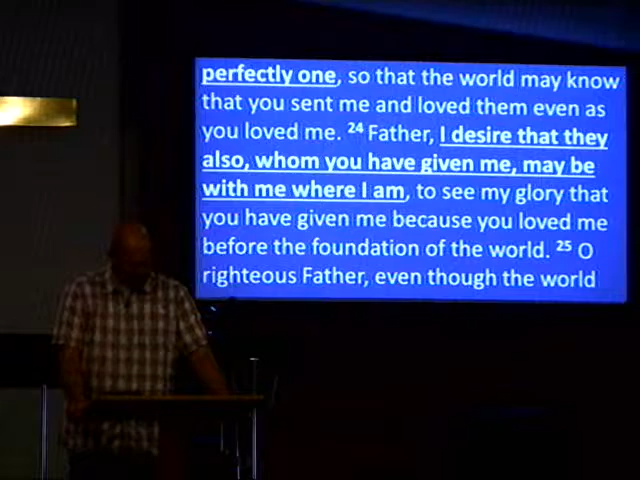 perfectly one, so that the world may know
that you sent me and loved them even as
you loved me. 24 Father, I desire that they
also, whom you have given me, may be
with me where I am, to see my glory that
you have given me because you loved me
before the foundation of the world. 25 O
righteous Father, even though the world